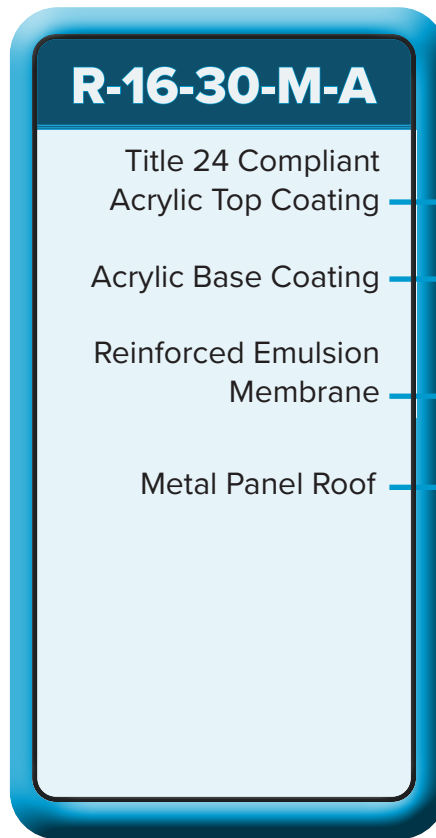 R-16-30-M-A
Title 24 Compliant
Acrylic Top Coating
Acrylic Base Coating
Reinforced Emulsion
Membrane
Metal Panel Roof